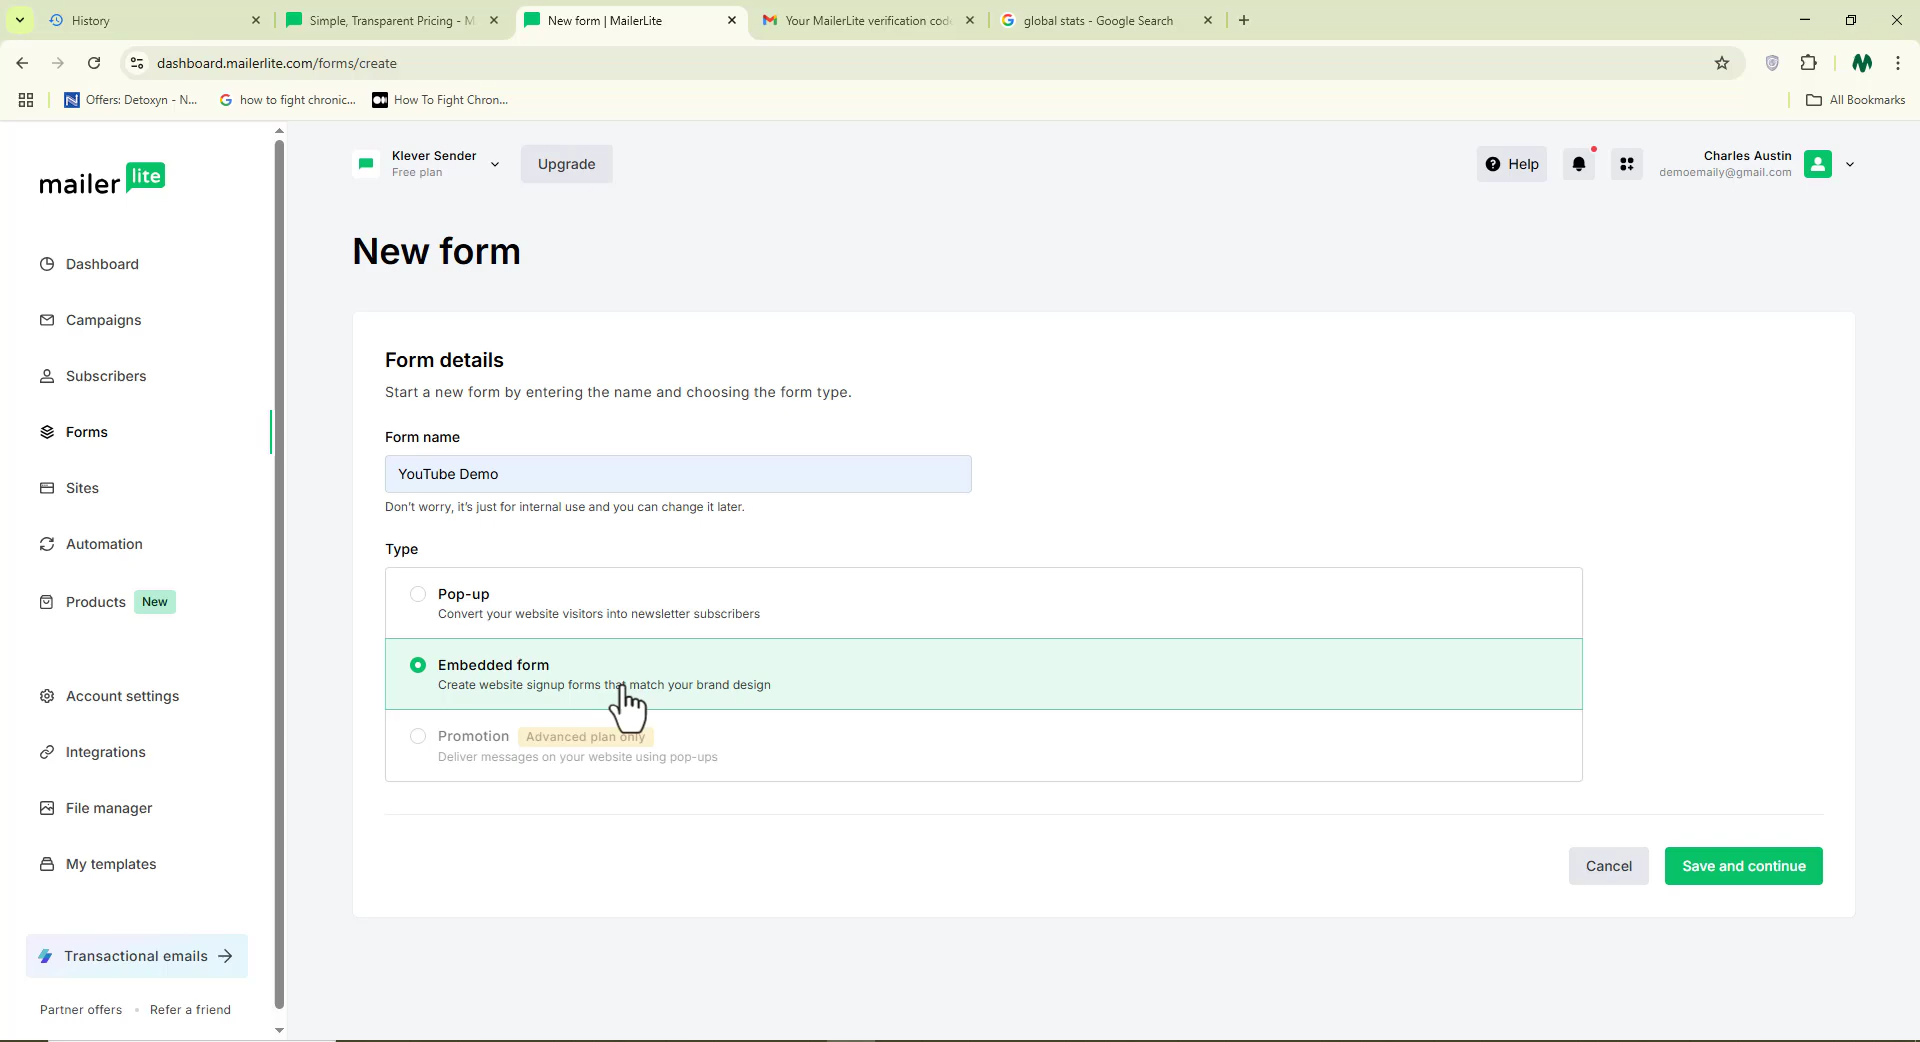 History
Simple, Transparent Pricing - M
New form | MailerLite
Your MailerLite verification code
global stats - Google Search
dashboard.mailerlite.com/forms/create
Offers: Detoxyn - N...
how to fight chronic...
How To Fight Chron...
All Bookmarks
mailer lite
Klever Sender
Free plan
Upgrade
Help
Charles Austin
demoemaily@gmail.com
Dashboard
Campaigns
Subscribers
Forms
Sites
Automation
Products New
Account settings
Integrations
File manager
My templates
Transactional emails
Partner offers • Refer a friend
New form
Form details
Start a new form by entering the name and choosing the form type.
Form name
YouTube Demo
Don't worry, it's just for internal use and you can change it later.
Type
Pop-up
Convert your website visitors into newsletter subscribers
Embedded form
Create website signup forms that match your brand design
Promotion Advanced plan only
Deliver messages on your website using pop-ups
Cancel
Save and continue